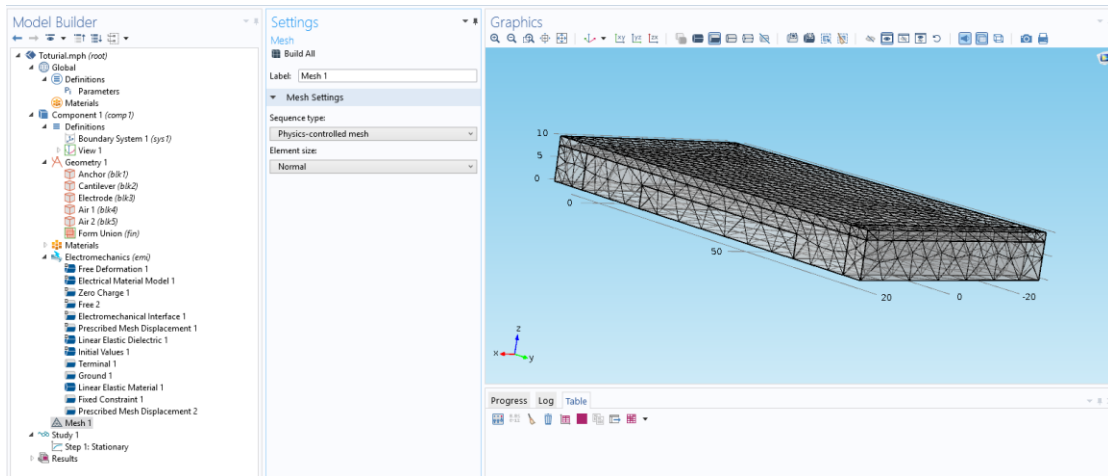 Model Builder
Toturial.mph (root)
Global
Definitions
Pi Parameters
Materials
Component 1 (comp1)
Definitions
Boundary System 1 (sys1)
View 1
Geometry 1
Anchor (blk1)
Cantilever (blk2)
Electrode (blk3)
Air 1 (blk4)
Air 2 (blk5)
Form Union (fin)
Materials
Electromechanics (emi)
Free Deformation 1
Electrical Material Model 1
Zero Charge 1
Free 2
Electromechanical Interface 1
Prescribed Mesh Displacement 1
Linear Elastic Dielectric 1
Initial Values 1
Terminal 1
Ground 1
Linear Elastic Material 1
Fixed Constraint 1
Prescribed Mesh Displacement 2
Mesh 1
Study 1
Step 1: Stationary
Results
Settings
Mesh
Build All
Label: Mesh 1
Mesh Settings
Sequence type:
Physics-controlled mesh
Element size:
Normal
Graphics
10
5
0
0
50
20
0
-20
z
x
y
Progress Log Table